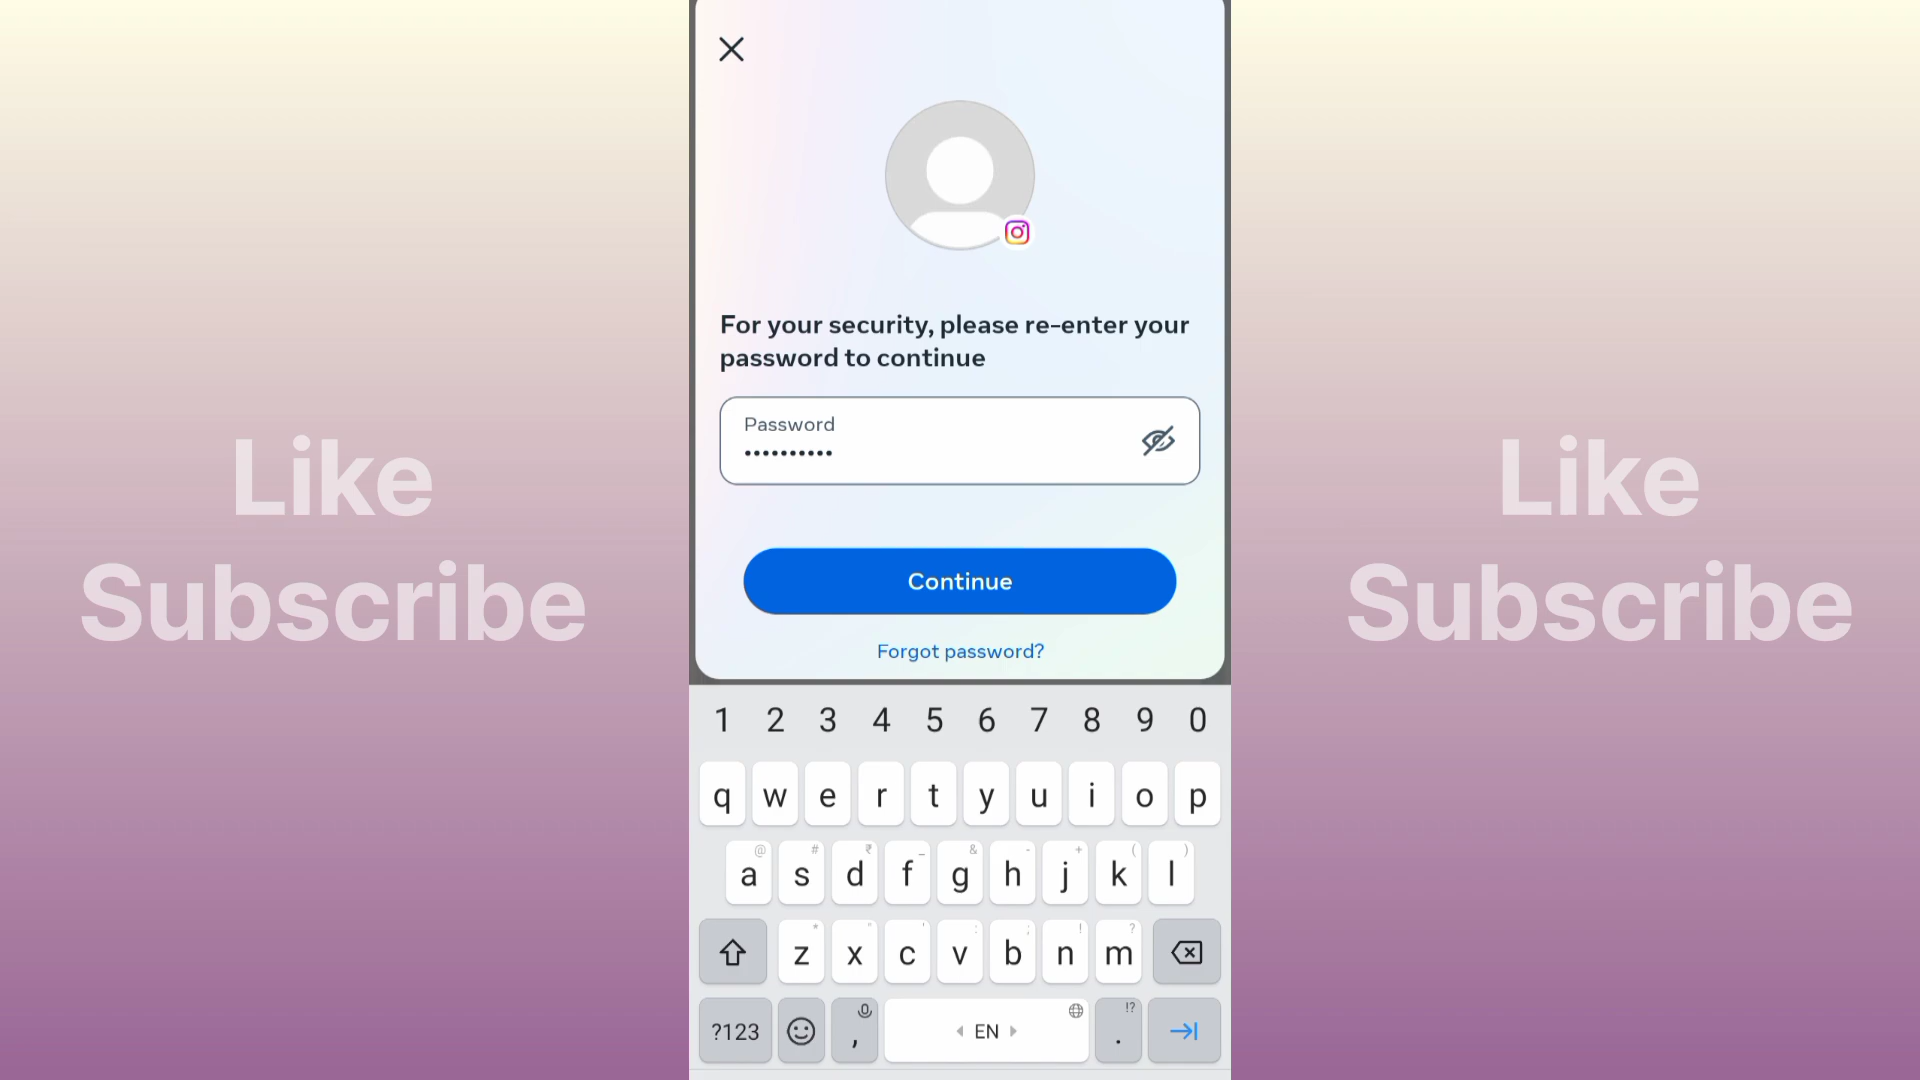 For your security, please re-enter your
password to continue
Password
Continue
Forgot password?
Like
Subscribe
Like
Subscribe
1 2 3 4 5 6 7 8 9 0
q w e r t y u i o p
@ # ₹ _ & - + ( )
a s d f g h j k l
* " ' : ; ! ?
z x c v b n m
!?
?123 , EN .